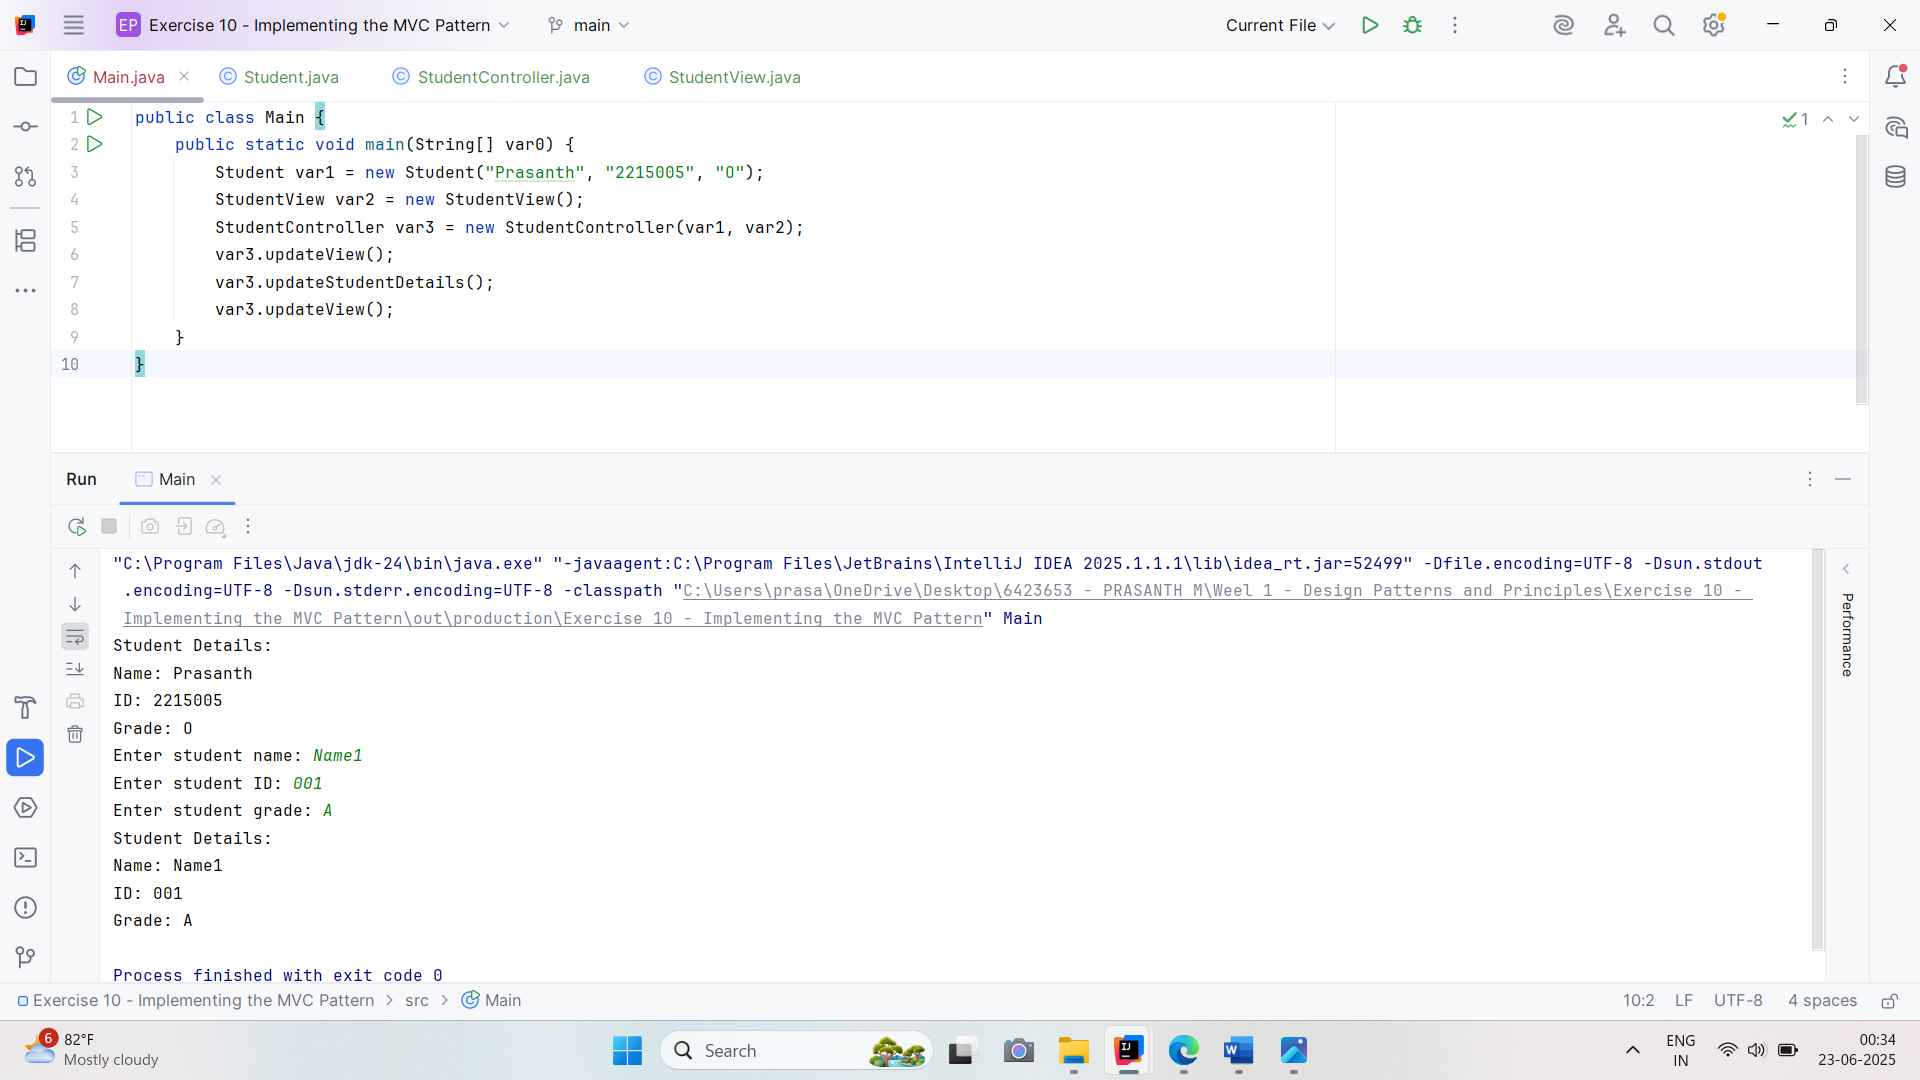 EP Exercise 10 - Implementing the MVC Pattern main Current File
Main.java Student.java StudentController.java StudentView.java
1 public class Main {
2 public static void main(String[] var0) {
3 Student var1 = new Student("Prasanth", "2215005", "O");
4 StudentView var2 = new StudentView();
5 StudentController var3 = new StudentController(var1, var2);
6 var3.updateView();
7 var3.updateStudentDetails();
8 var3.updateView();
9 }
10 }
1
Run Main
"C:\Program Files\Java\jdk-24\bin\java.exe" "-javaagent:C:\Program Files\JetBrains\IntelliJ IDEA 2025.1.1.1\lib\idea_rt.jar=52499" -Dfile.encoding=UTF-8 -Dsun.stdout
.encoding=UTF-8 -Dsun.stderr.encoding=UTF-8 -classpath "C:\Users\prasa\OneDrive\Desktop\6423653 - PRASANTH M\Weel 1 - Design Patterns and Principles\Exercise 10 -
Implementing the MVC Pattern\out\production\Exercise 10 - Implementing the MVC Pattern" Main
Student Details:
Name: Prasanth
ID: 2215005
Grade: O
Enter student name: Name1
Enter student ID: 001
Enter student grade: A
Student Details:
Name: Name1
ID: 001
Grade: A
Process finished with exit code 0
Performance
Exercise 10 - Implementing the MVC Pattern > src > Main 10:2 LF UTF-8 4 spaces
6 82°F
Mostly cloudy
Search
ENG
IN
00:34
23-06-2025